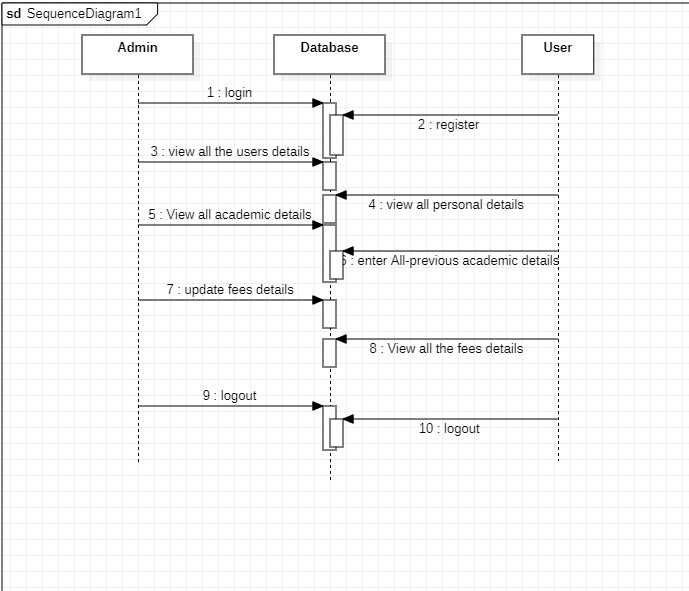 sd SequenceDiagram1
Admin
Database
User
1 : login
2 : register
3 : view all the users details
4 : view all personal details
5 : View all academic details
6 : enter All-previous academic details
7 : update fees details
8 : View all the fees details
9 : logout
10 : logout